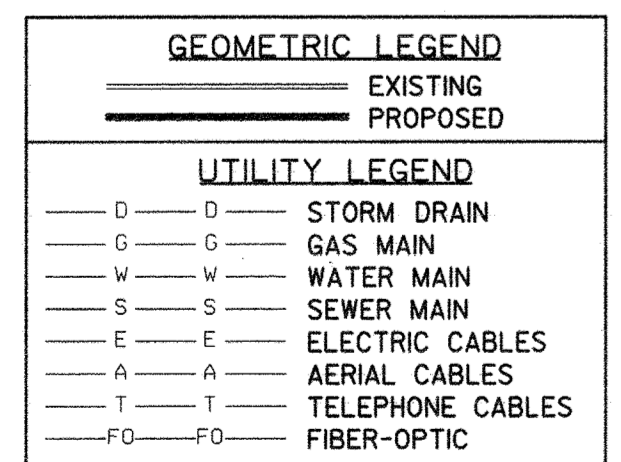 GEOMETRIC LEGEND
EXISTING
PROPOSED
UTILITY LEGEND
D D STORM DRAIN
G G GAS MAIN
W W WATER MAIN
S S SEWER MAIN
E E ELECTRIC CABLES
A A AERIAL CABLES
T T TELEPHONE CABLES
FO FO FIBER-OPTIC